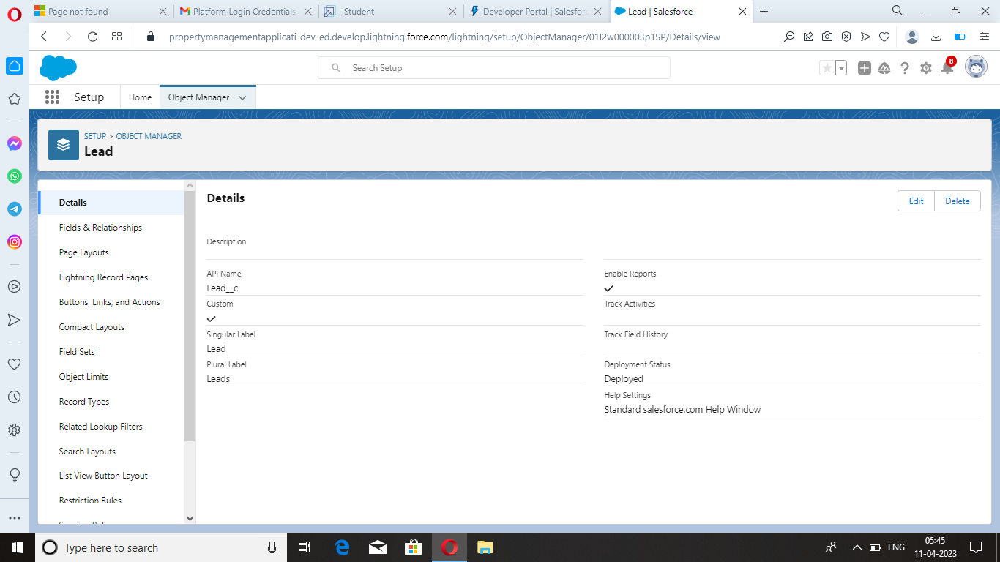 Page not found
Platform Login Credentials
- Student
Developer Portal | Salesforc
Lead | Salesforce
propertymanagementapplicati-dev-ed.develop.lightning.force.com/lightning/setup/ObjectManager/01I2w000003p1SP/Details/view
Search Setup
8
Setup
Home
Object Manager
SETUP > OBJECT MANAGER
Lead
Details
Fields & Relationships
Page Layouts
Lightning Record Pages
Buttons, Links, and Actions
Compact Layouts
Field Sets
Object Limits
Record Types
Related Lookup Filters
Search Layouts
List View Button Layout
Restriction Rules
Details
Edit
Delete
Description
API Name
Lead__c
Custom
Singular Label
Lead
Plural Label
Leads
Enable Reports
Track Activities
Track Field History
Deployment Status
Deployed
Help Settings
Standard salesforce.com Help Window
Type here to search
ENG
05:45
11-04-2023